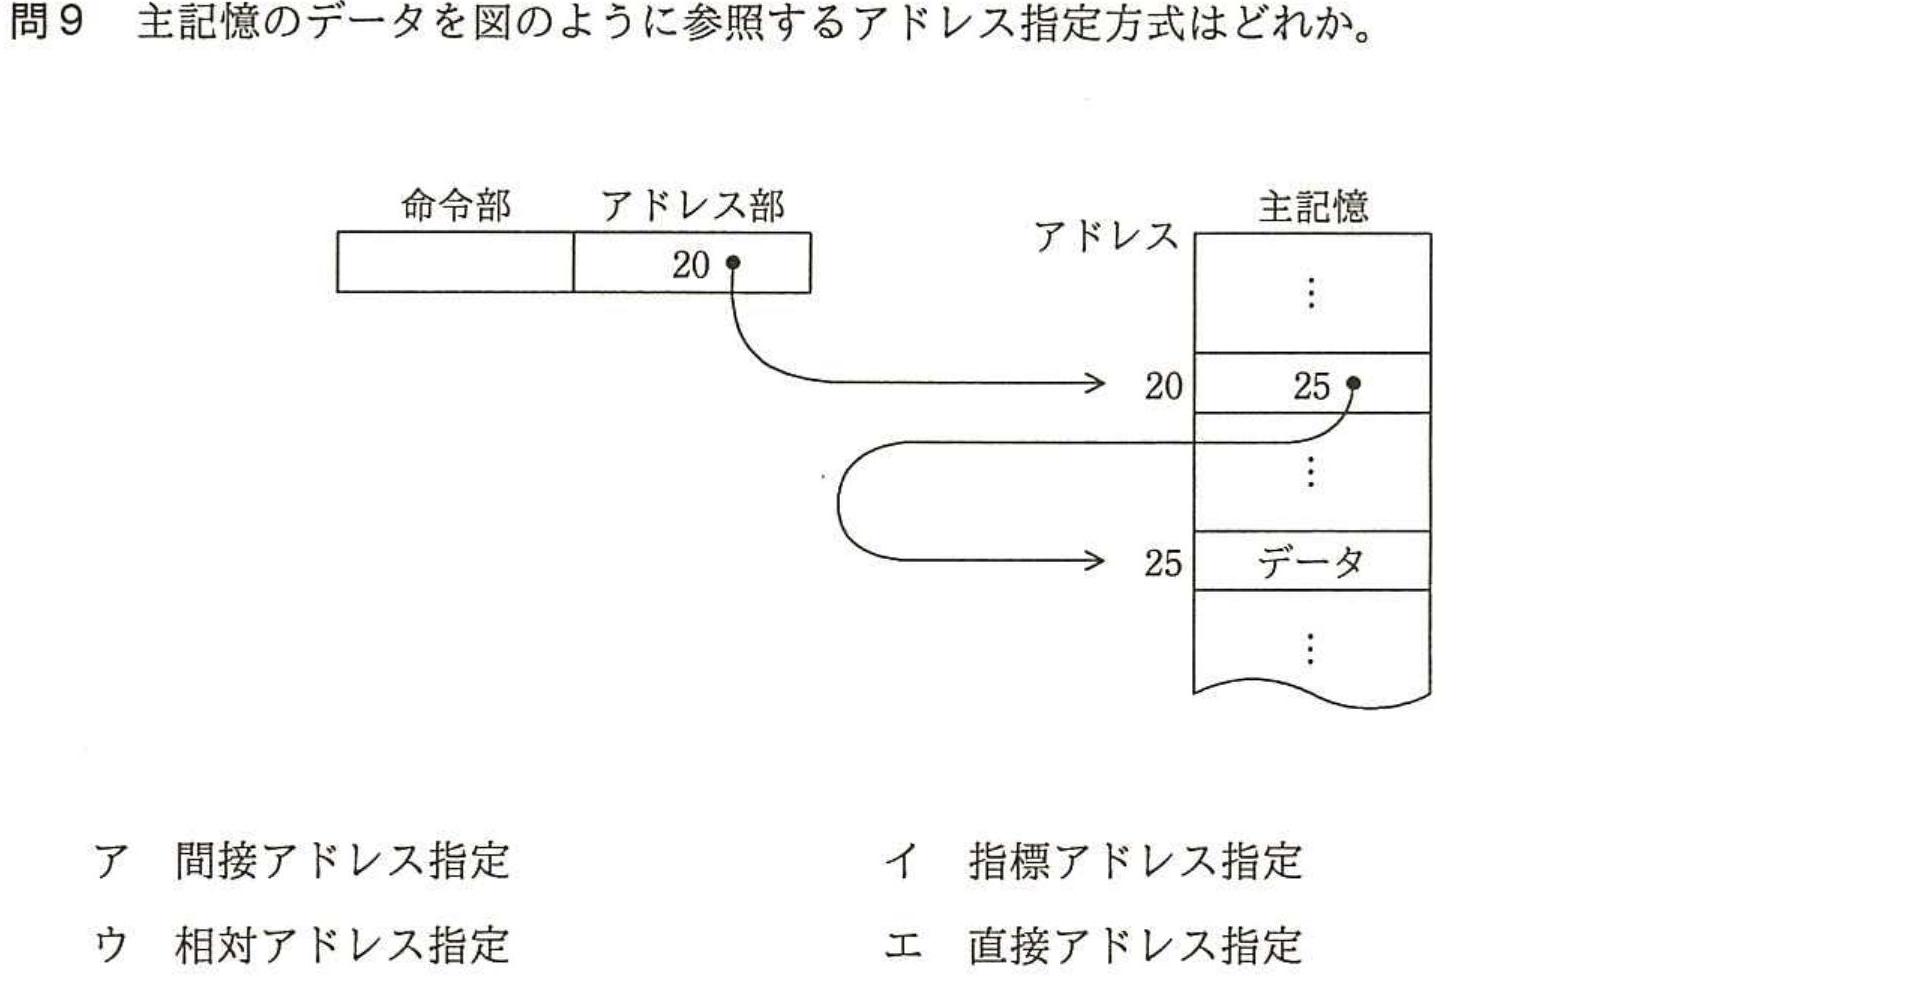 問9 主記憶のデータを図のように参照するアドレス指定方式はどれか。
命令部 アドレス部
20
アドレス 主記憶
⋮
20 25
⋮
25 データ
⋮
ア 間接アドレス指定 イ 指標アドレス指定
ウ 相対アドレス指定 エ 直接アドレス指定